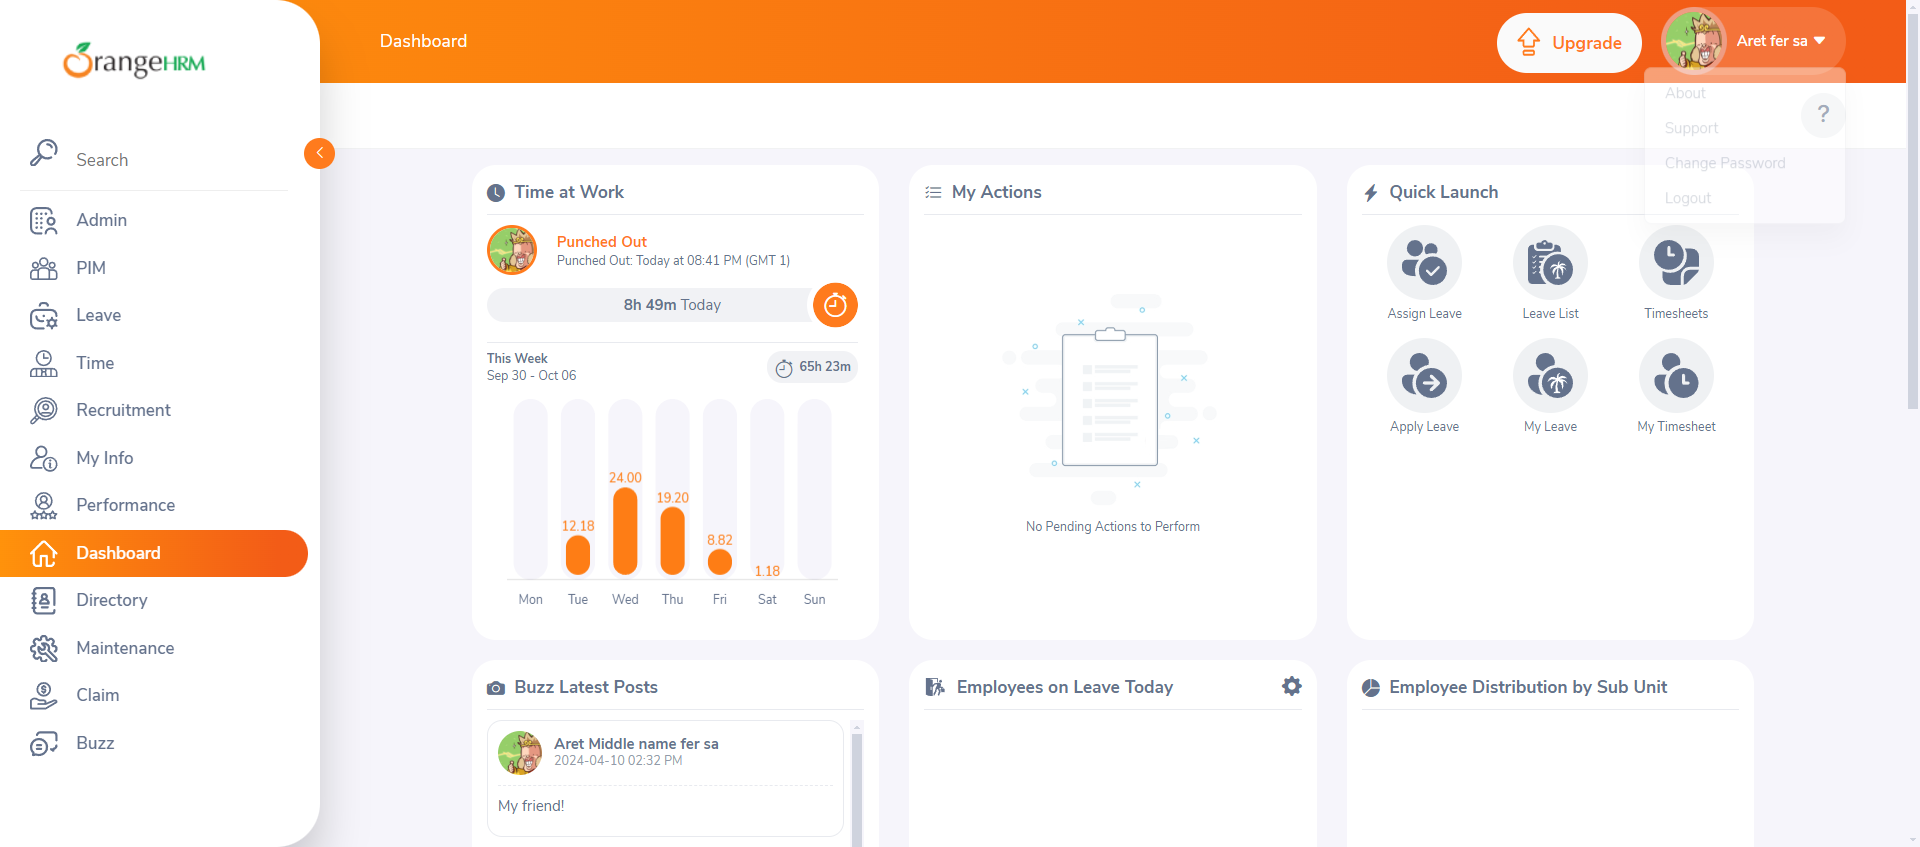 OrangeHRM
Search
Admin
PIM
Leave
Time
Recruitment
My Info
Performance
Dashboard
Directory
Maintenance
Claim
Buzz
Dashboard
Upgrade
Aret fer sa
About
Support
Change Password
Logout
?
Time at Work
Punched Out
Punched Out: Today at 08:41 PM (GMT 1)
8h 49m Today
This Week
Sep 30 - Oct 06
65h 23m
12.18
24.00
19.20
8.82
1.18
Mon Tue Wed Thu Fri Sat Sun
My Actions
No Pending Actions to Perform
Quick Launch
Assign Leave
Leave List
Timesheets
Apply Leave
My Leave
My Timesheet
Buzz Latest Posts
Aret Middle name fer sa
2024-04-10 02:32 PM
My friend!
Employees on Leave Today
Employee Distribution by Sub Unit